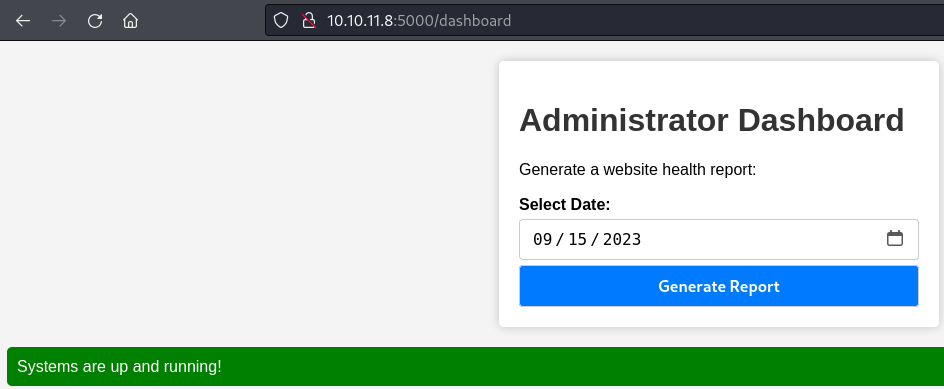 10.10.11.8:5000/dashboard
Administrator Dashboard
Generate a website health report:
Select Date:
09/15/2023
Generate Report
Systems are up and running!